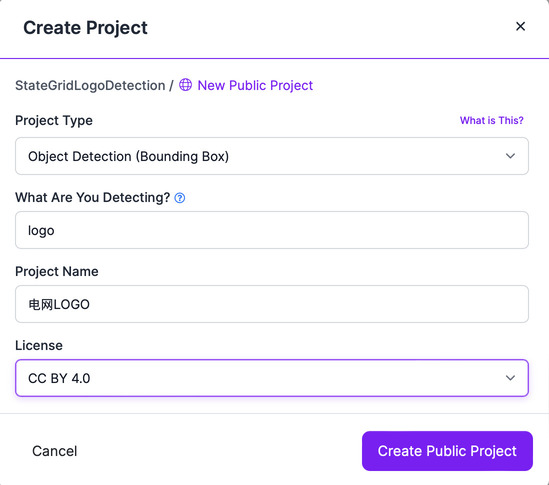 Create Project
StateGridLogoDetection / New Public Project
Project Type
What is This?
Object Detection (Bounding Box)
What Are You Detecting?
logo
Project Name
电网LOGO
License
CC BY 4.0
Cancel
Create Public Project